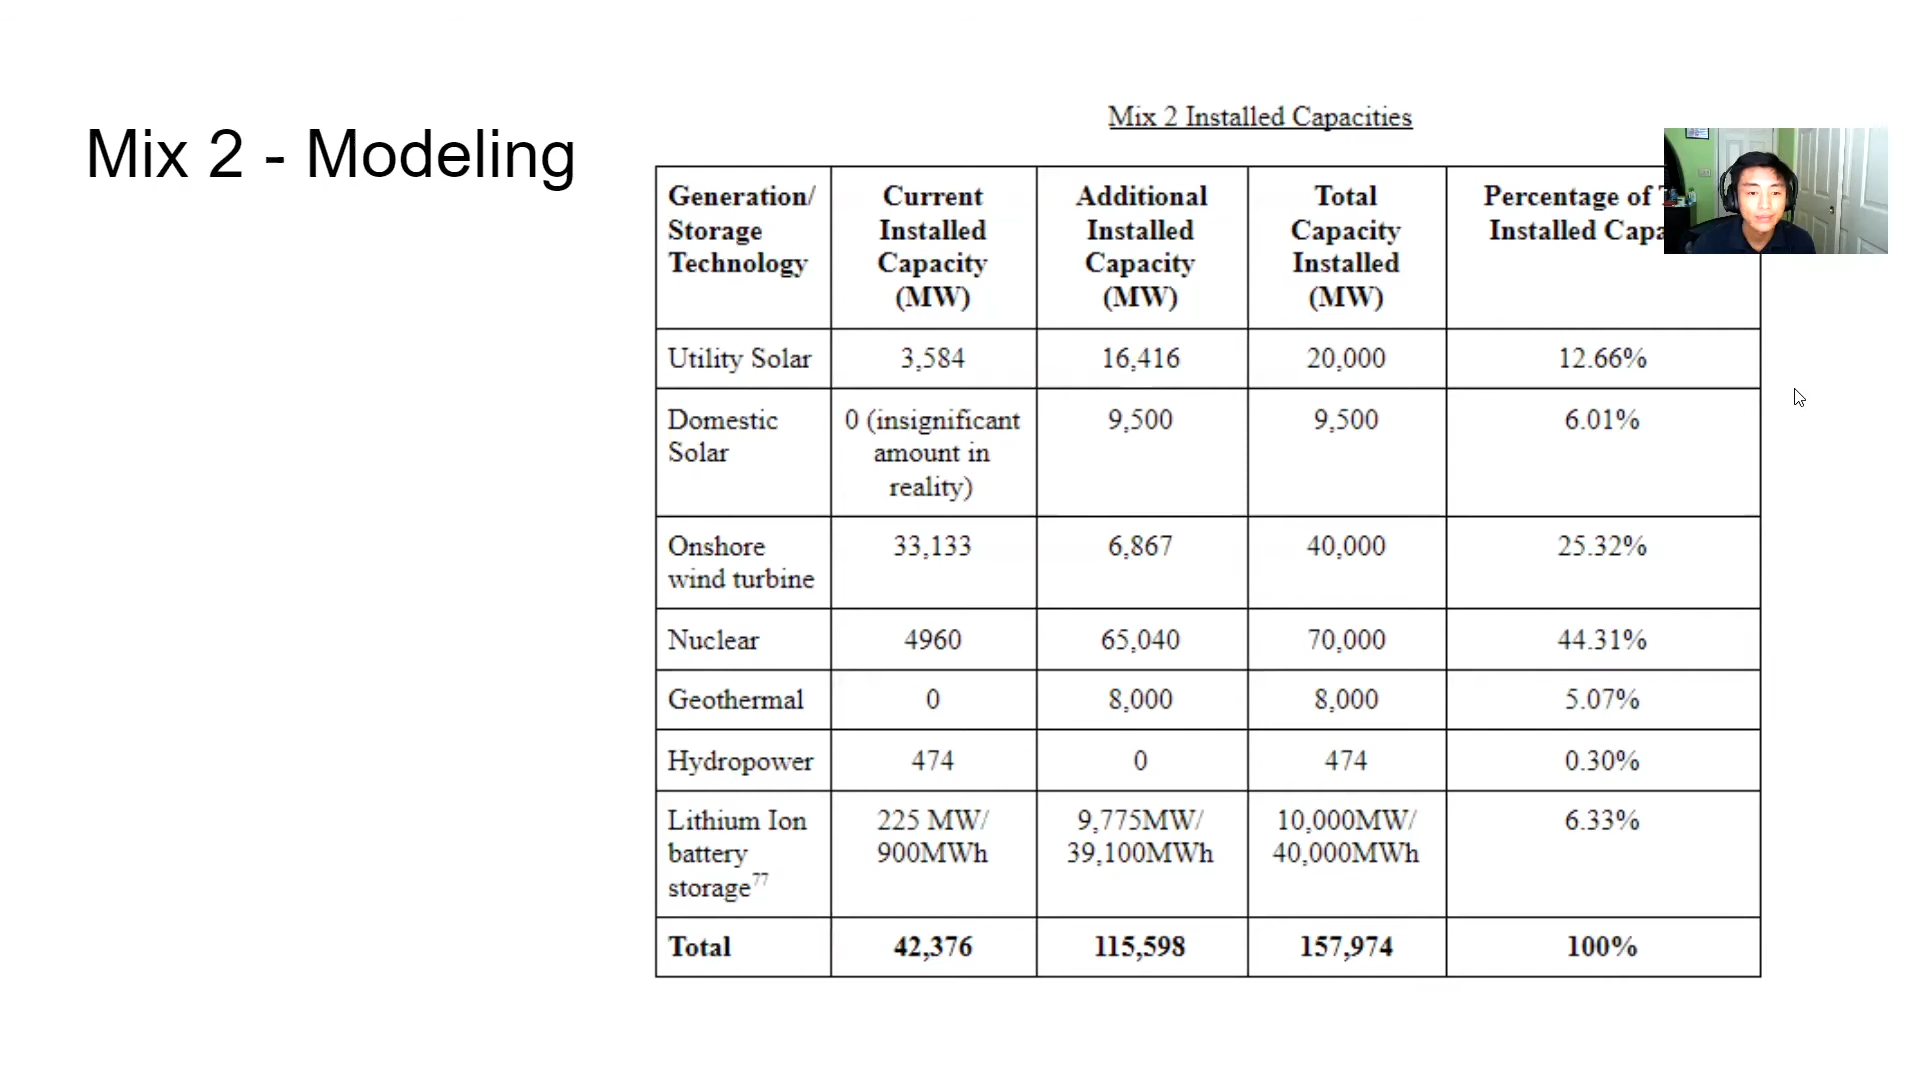 Mix 2 - Modeling
Mix 2 Installed Capacities
Generation/
Storage
Technology
Current
Installed
Capacity
(MW)
Additional
Installed
Capacity
(MW)
Total
Capacity
Installed
(MW)
Percentage of
Installed
Utility Solar
3,584
16,416
20,000
12.66%
Domestic
Solar
0 (insignificant
amount in
reality)
9,500
9,500
6.01%
Onshore
wind turbine
33,133
6,867
40,000
25.32%
Nuclear
4960
65,040
70,000
44.31%
Geothermal
0
8,000
8,000
5.07%
Hydropower
474
0
474
0.30%
Lithium Ion
battery
storage77
225 MW/
900MWh
9,775MW/
39,100MWh
10,000MW/
40,000MWh
6.33%
Total
42,376
115,598
157,974
100%